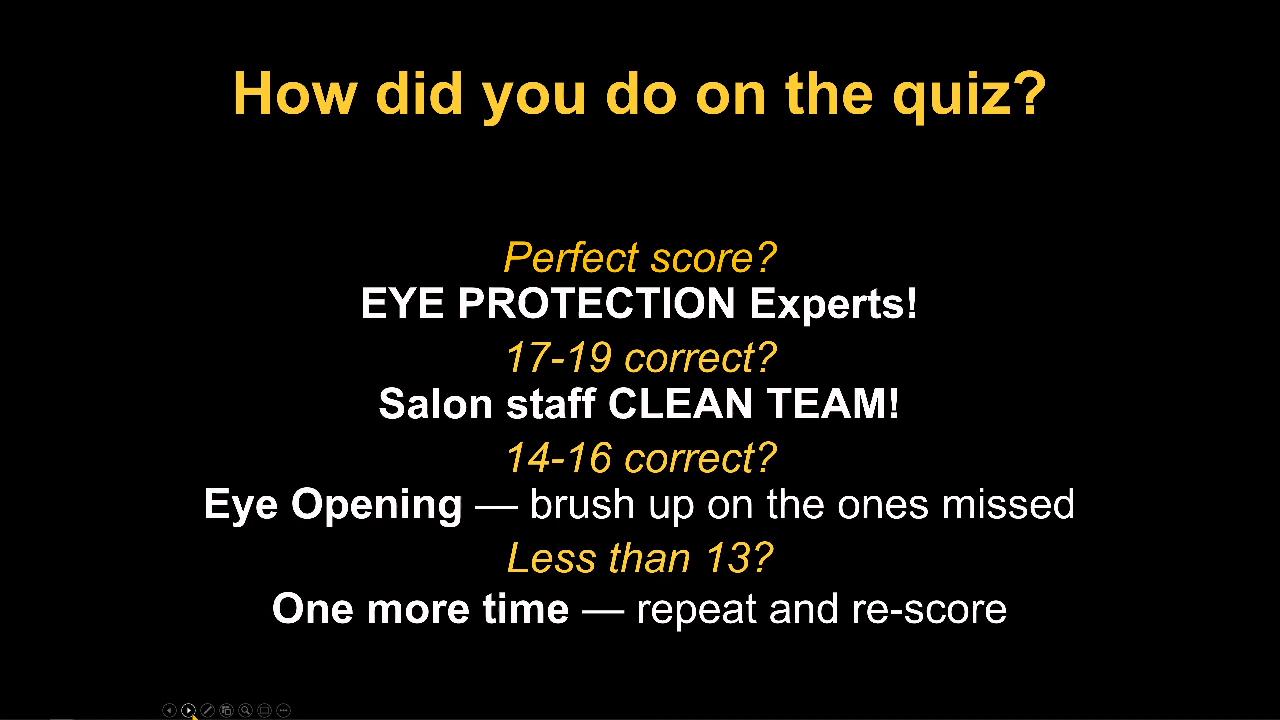 How did you do on the quiz?
Perfect score?
EYE PROTECTION Experts!
17-19 correct?
Salon staff CLEAN TEAM!
14-16 correct?
Eye Opening — brush up on the ones missed
Less than 13?
One more time — repeat and re-score